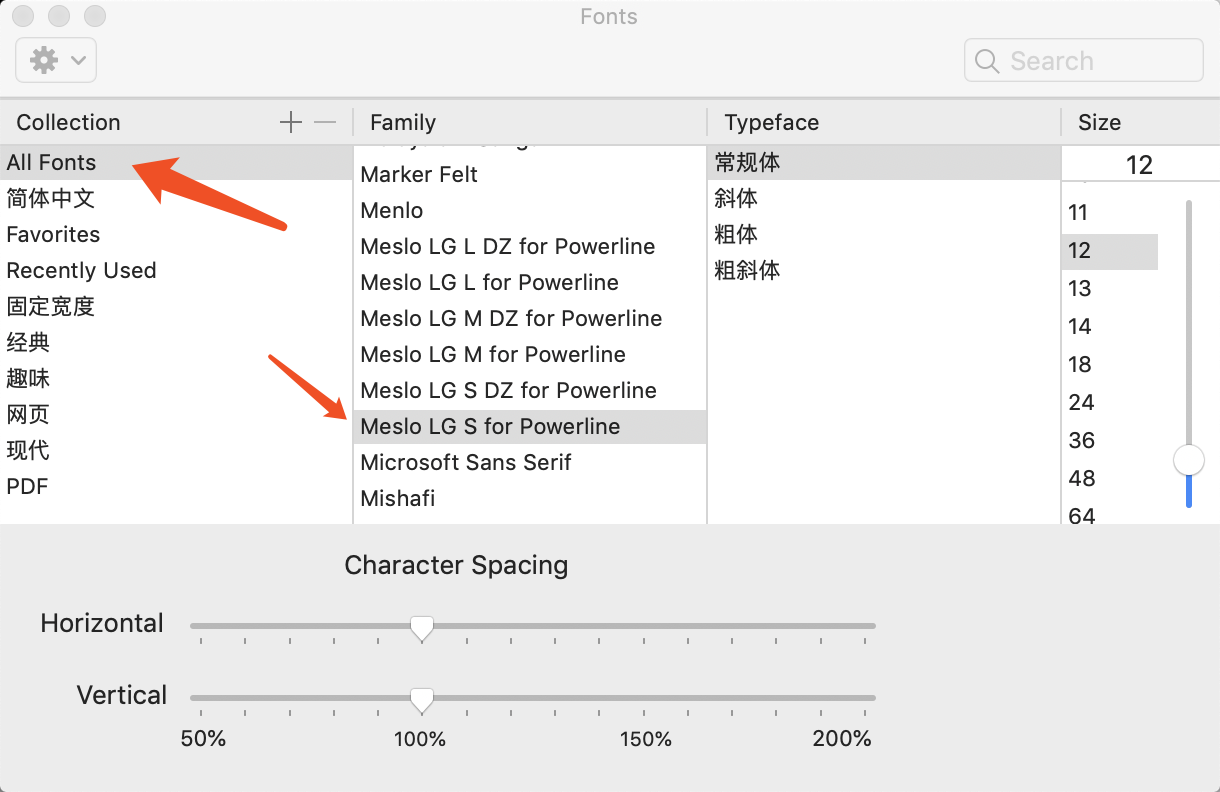 Fonts
Search
Collection
Family
Typeface
Size
All Fonts
简体中文
Favorites
Recently Used
固定宽度
经典
趣味
网页
现代
PDF
Marker Felt
Menlo
Meslo LG L DZ for Powerline
Meslo LG L for Powerline
Meslo LG M DZ for Powerline
Meslo LG M for Powerline
Meslo LG S DZ for Powerline
Meslo LG S for Powerline
Microsoft Sans Serif
Mishafi
常规体
斜体
粗体
粗斜体
12
11
12
13
14
18
24
36
48
64
Character Spacing
Horizontal
Vertical
50% 100% 150% 200%